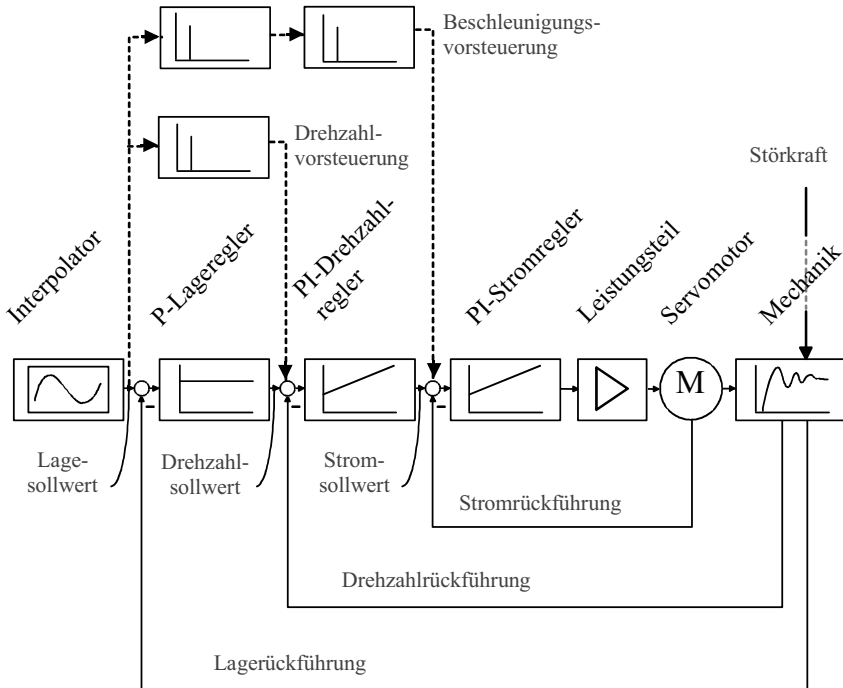 Beschleunigungs-
vorsteuerung
Drehzahl-
vorsteuerung
Störkraft
Interpolator
P-Lageregler
PI-Drehzahl-
regler
PI-Stromregler
Leistungsteil
Servomotor
Mechanik
M
-
-
-
Lage-
sollwert
Drehzahl-
sollwert
Strom-
sollwert
Stromrückführung
Drehzahlrückführung
Lagerückführung